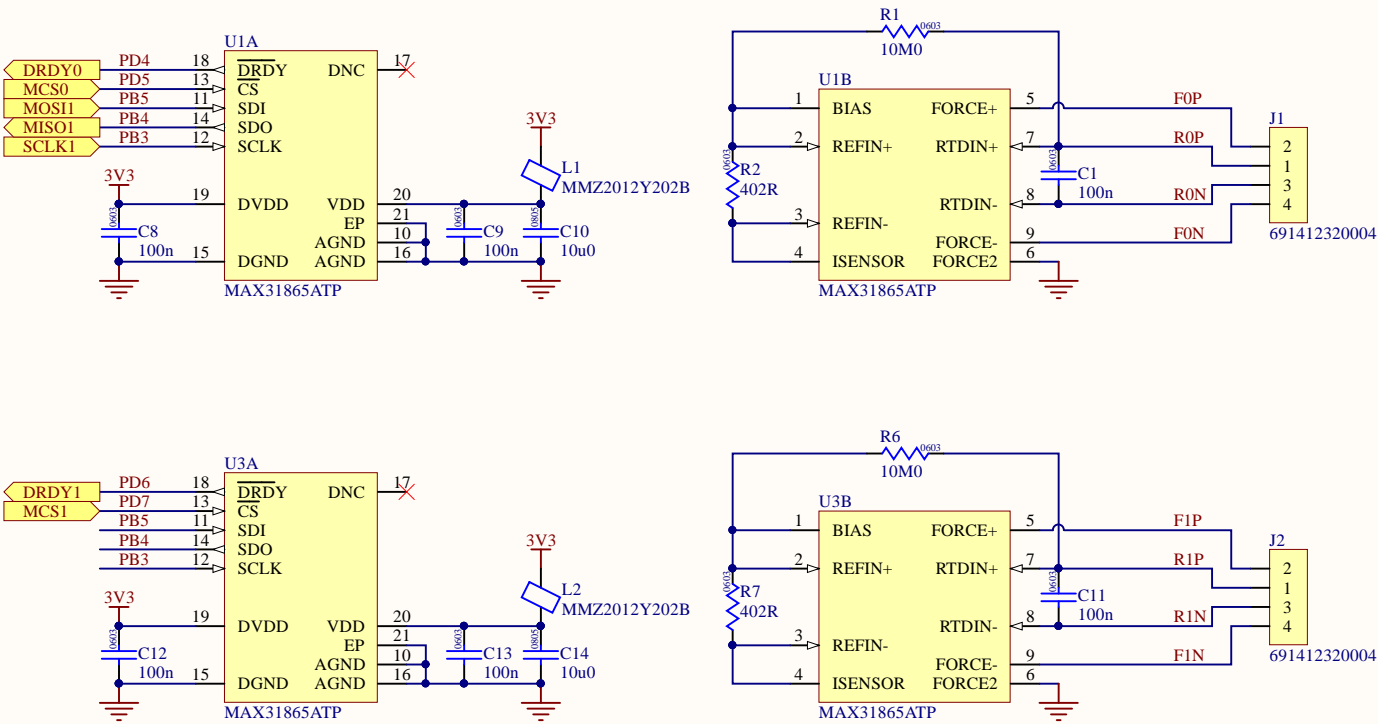 U1A
DRDY0 PD4 18 DRDY DNC 17
MCS0 PD5 13 CS
MOSI1 PB5 11 SDI
MISO1 PB4 14 SDO
SCLK1 PB3 12 SCLK
3V3
19 DVDD VDD 20
EP 21
AGND 10
15 DGND AGND 16
0603 C8 100n
0603 C9 100n
0805 C10 10u0
3V3
L1
MMZ2012Y202B
MAX31865ATP
R1 0603
10M0
U1B
1 BIAS FORCE+ 5 F0P
2 REFIN+ RTDIN+ 7 R0P
RTDIN- 8 R0N
3 REFIN-
FORCE- 9 F0N
4 ISENSOR FORCE2 6
MAX31865ATP
0603 R2
402R
0603 C1
100n
J1
2
1
3
4
691412320004
U3A
DRDY1 PD6 18 DRDY DNC 17
MCS1 PD7 13 CS
PB5 11 SDI
PB4 14 SDO
PB3 12 SCLK
3V3
19 DVDD VDD 20
EP 21
AGND 10
15 DGND AGND 16
0603 C12 100n
0603 C13 100n
0805 C14 10u0
3V3
L2
MMZ2012Y202B
MAX31865ATP
R6 0603
10M0
U3B
1 BIAS FORCE+ 5 F1P
2 REFIN+ RTDIN+ 7 R1P
RTDIN- 8 R1N
3 REFIN-
FORCE- 9 F1N
4 ISENSOR FORCE2 6
MAX31865ATP
0603 R7
402R
0603 C11
100n
J2
2
1
3
4
691412320004